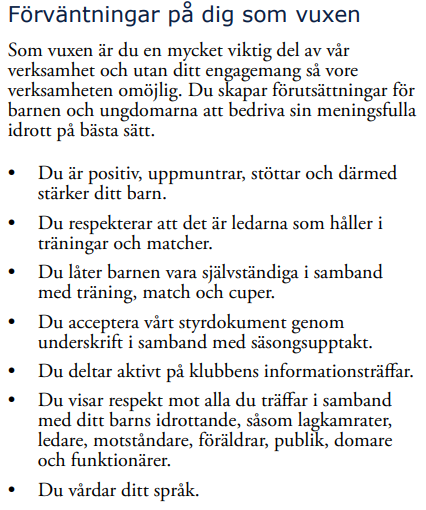 Förväntningar på dig som vuxen
Som vuxen är du en mycket viktig del av vår
verksamhet och utan ditt engagemang så vore
verksamheten omöjlig. Du skapar förutsättningar för
barnen och ungdomarna att bedriva sin meningsfulla
idrott på bästa sätt.
• Du är positiv, uppmuntrar, stöttar och därmed
stärker ditt barn.
• Du respekterar att det är ledarna som håller i
träningar och matcher.
• Du låter barnen vara självständiga i samband
med träning, match och cuper.
• Du acceptera vårt styrdokument genom
underskrift i samband med säsongsupptakt.
• Du deltar aktivt på klubbens informationsträffar.
• Du visar respekt mot alla du träffar i samband
med ditt barns idrottande, såsom lagkamrater,
ledare, motståndare, föräldrar, publik, domare
och funktionärer.
• Du vårdar ditt språk.